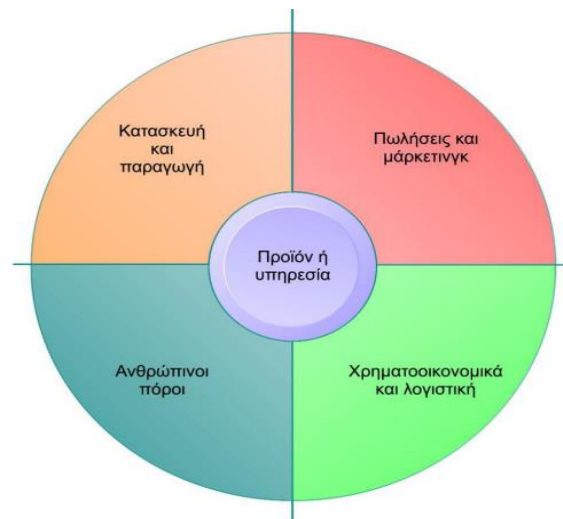 Κατασκευή
και
παραγωγή
Πωλήσεις και
μάρκετινγκ
Προϊόν ή
υπηρεσία
Ανθρώπινοι
πόροι
Χρηματοοικονομικά
και λογιστική